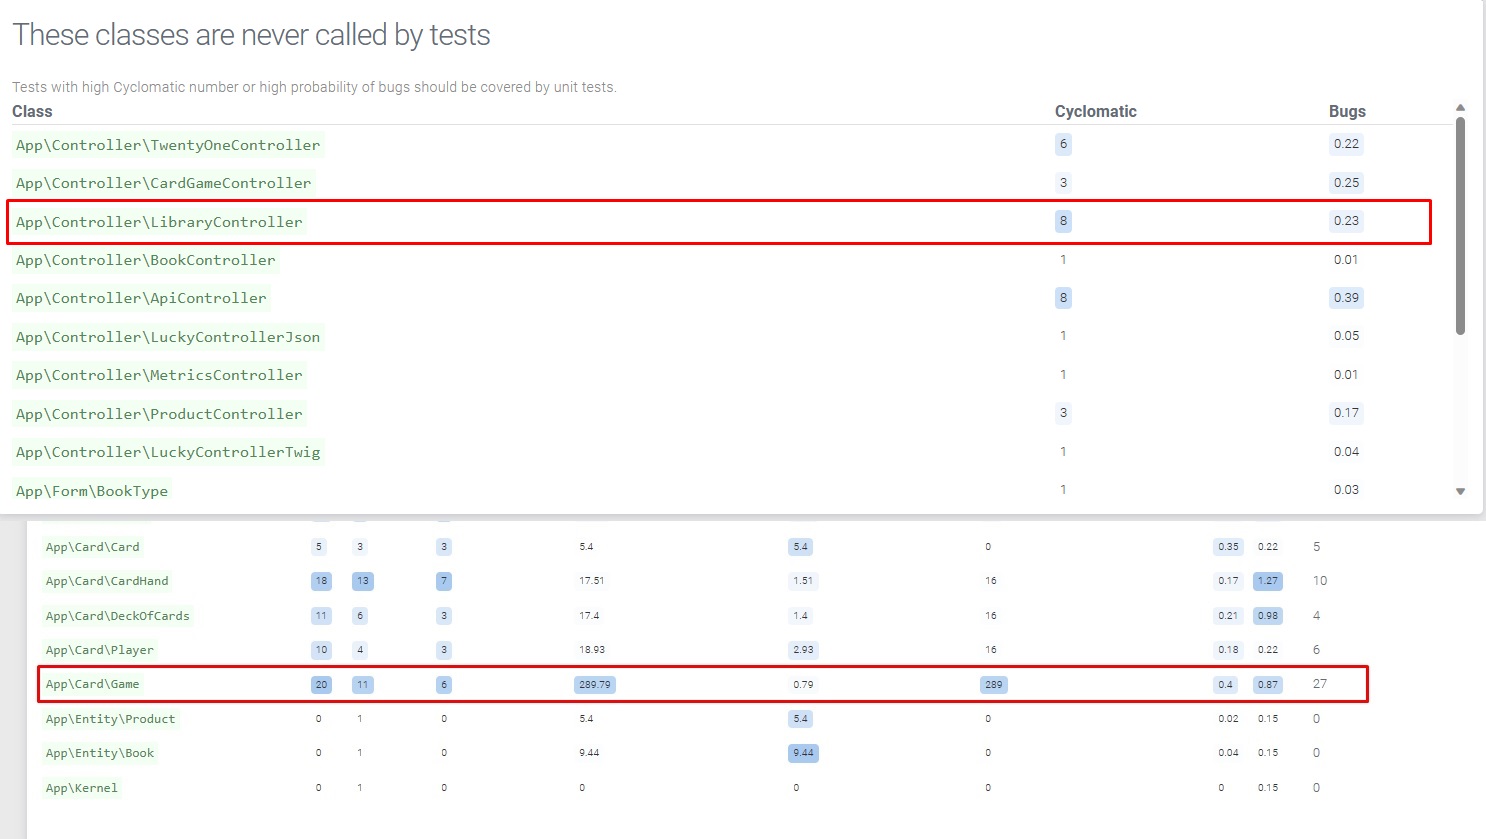 These classes are never called by tests
Tests with high Cyclomatic number or high probability of bugs should be covered by unit tests.
Class Cyclomatic Bugs
App\Controller\TwentyOneController 6 0.22
App\Controller\CardGameController 3 0.25
App\Controller\LibraryController 8 0.23
App\Controller\BookController 1 0.01
App\Controller\ApiController 8 0.39
App\Controller\LuckyControllerJson 1 0.05
App\Controller\MetricsController 1 0.01
App\Controller\ProductController 3 0.17
App\Controller\LuckyControllerTwig 1 0.04
App\Form\BookType 1 0.03
App\Card\Card 5 3 3 5.4 5.4 0 0.35 0.22 5
App\Card\CardHand 18 13 7 17.51 1.51 16 0.17 1.27 10
App\Card\DeckOfCards 11 6 3 17.4 1.4 16 0.21 0.98 4
App\Card\Player 10 4 3 18.93 2.93 16 0.18 0.22 6
App\Card\Game 20 11 6 289.79 0.79 289 0.4 0.87 27
App\Entity\Product 0 1 0 5.4 5.4 0 0.02 0.15 0
App\Entity\Book 0 1 0 9.44 9.44 0 0.04 0.15 0
App\Kernel 0 1 0 0 0 0 0 0.15 0